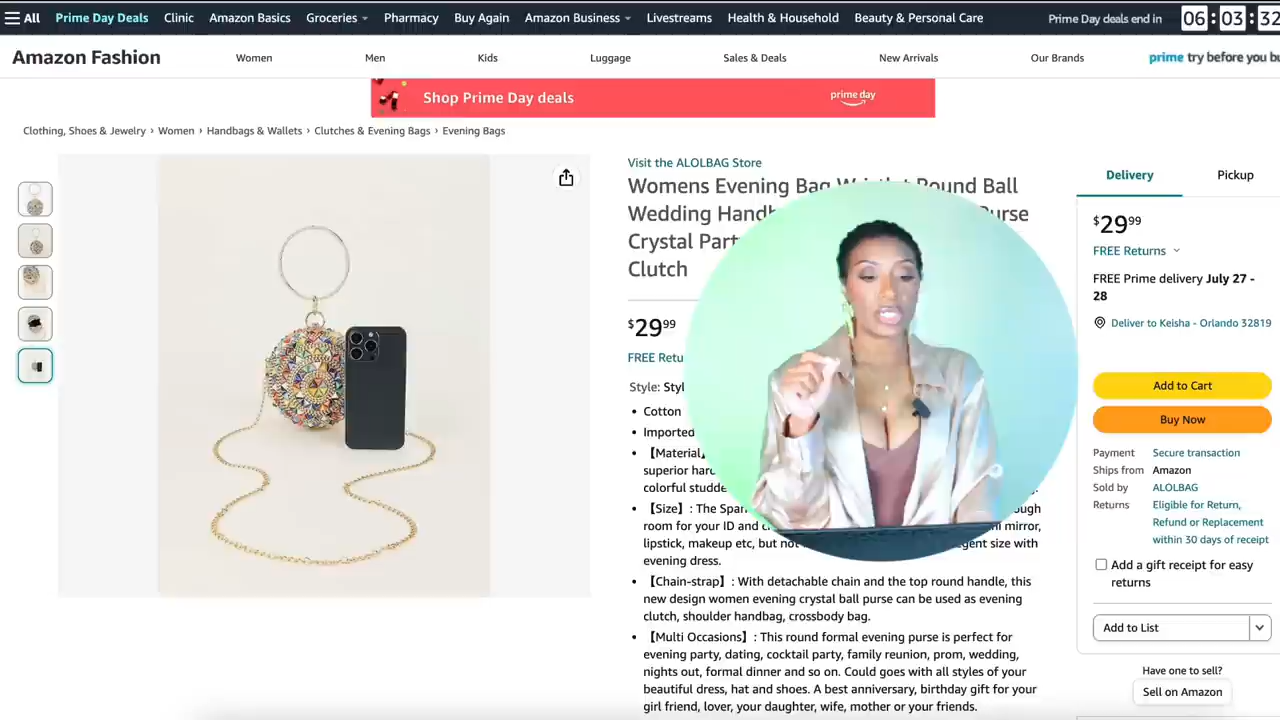 All Prime Day Deals Clinic Amazon Basics Groceries Pharmacy Buy Again Amazon Business Livestreams Health & Household Beauty & Personal Care Prime Day deals end in 06 : 03 : 32
Amazon Fashion Women Men Kids Luggage Sales & Deals New Arrivals Our Brands prime try before you
Shop Prime Day deals prime day
Clothing, Shoes & Jewelry › Women › Handbags & Wallets › Clutches & Evening Bags › Evening Bags
Visit the ALOLBAG Store
Womens Evening Bag Wristlet Round Ball
Wedding Purse
Crystal
Clutch
$29 99
FREE
Style:
• Cotton
• Imported
• 【Material】
superior
colorful
• 【Size】: The
room for your ID and mirror,
lipstick, makeup etc, but size with
evening dress.
• 【Chain-strap】: With detachable chain and the top round handle, this
new design women evening crystal ball purse can be used as evening
clutch, shoulder handbag, crossbody bag.
• 【Multi Occasions】: This round formal evening purse is perfect for
evening party, dating, cocktail party, family reunion, prom, wedding,
nights out, formal dinner and so on. Could goes with all styles of your
beautiful dress, hat and shoes. A best anniversary, birthday gift for your
girl friend, lover, your daughter, wife, mother or your friends.
Delivery Pickup
$29 99
FREE Returns
FREE Prime delivery July 27 -
28
Deliver to Keisha - Orlando 32819
Add to Cart
Buy Now
Payment Secure transaction
Ships from Amazon
Sold by ALOLBAG
Returns Eligible for Return,
Refund or Replacement
within 30 days of receipt
Add a gift receipt for easy
returns
Add to List
Have one to sell?
Sell on Amazon